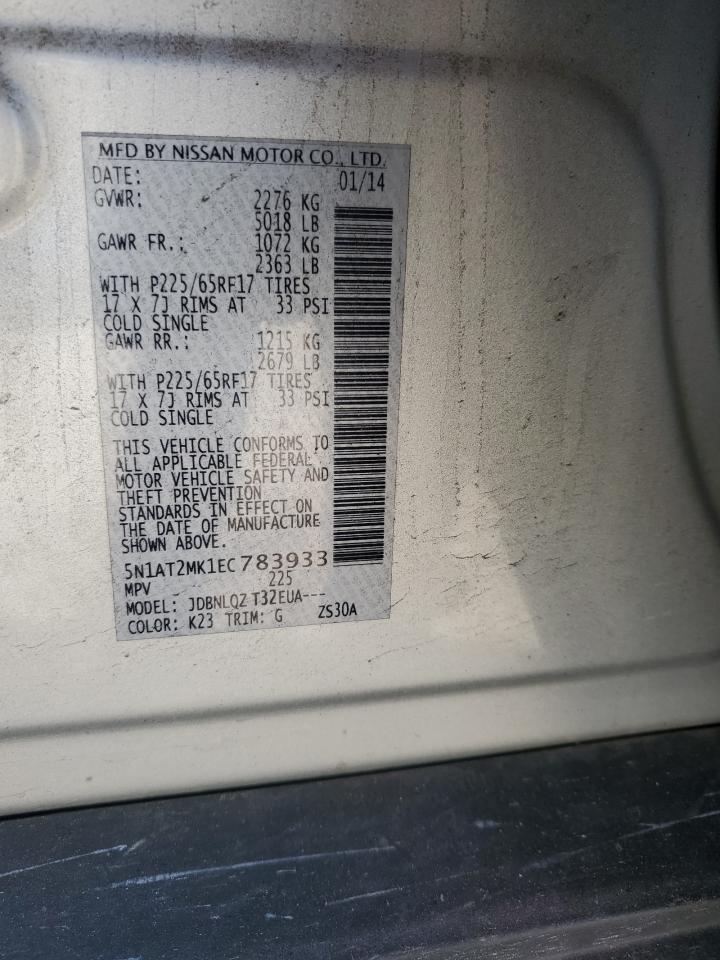 MFD BY NISSAN MOTOR CO., LTD.
DATE: 01/14
GVWR: 2276 KG
5018 LB
GAWR FR.: 1072 KG
2363 LB
WITH P225/65RF17 TIRES
17 X 7J RIMS AT 33 PSI
COLD SINGLE
GAWR RR.: 1215 KG
2679 LB
WITH P225/65RF17 TIRES
17 X 7J RIMS AT 33 PSI
COLD SINGLE
THIS VEHICLE CONFORMS TO
ALL APPLICABLE FEDERAL
MOTOR VEHICLE SAFETY AND
THEFT PREVENTION
STANDARDS IN EFFECT ON
THE DATE OF MANUFACTURE
SHOWN ABOVE.
5N1AT2MK1EC783933
MPV 225
MODEL: JDBNLQZ T32EUA---
COLOR: K23 TRIM: G ZS30A